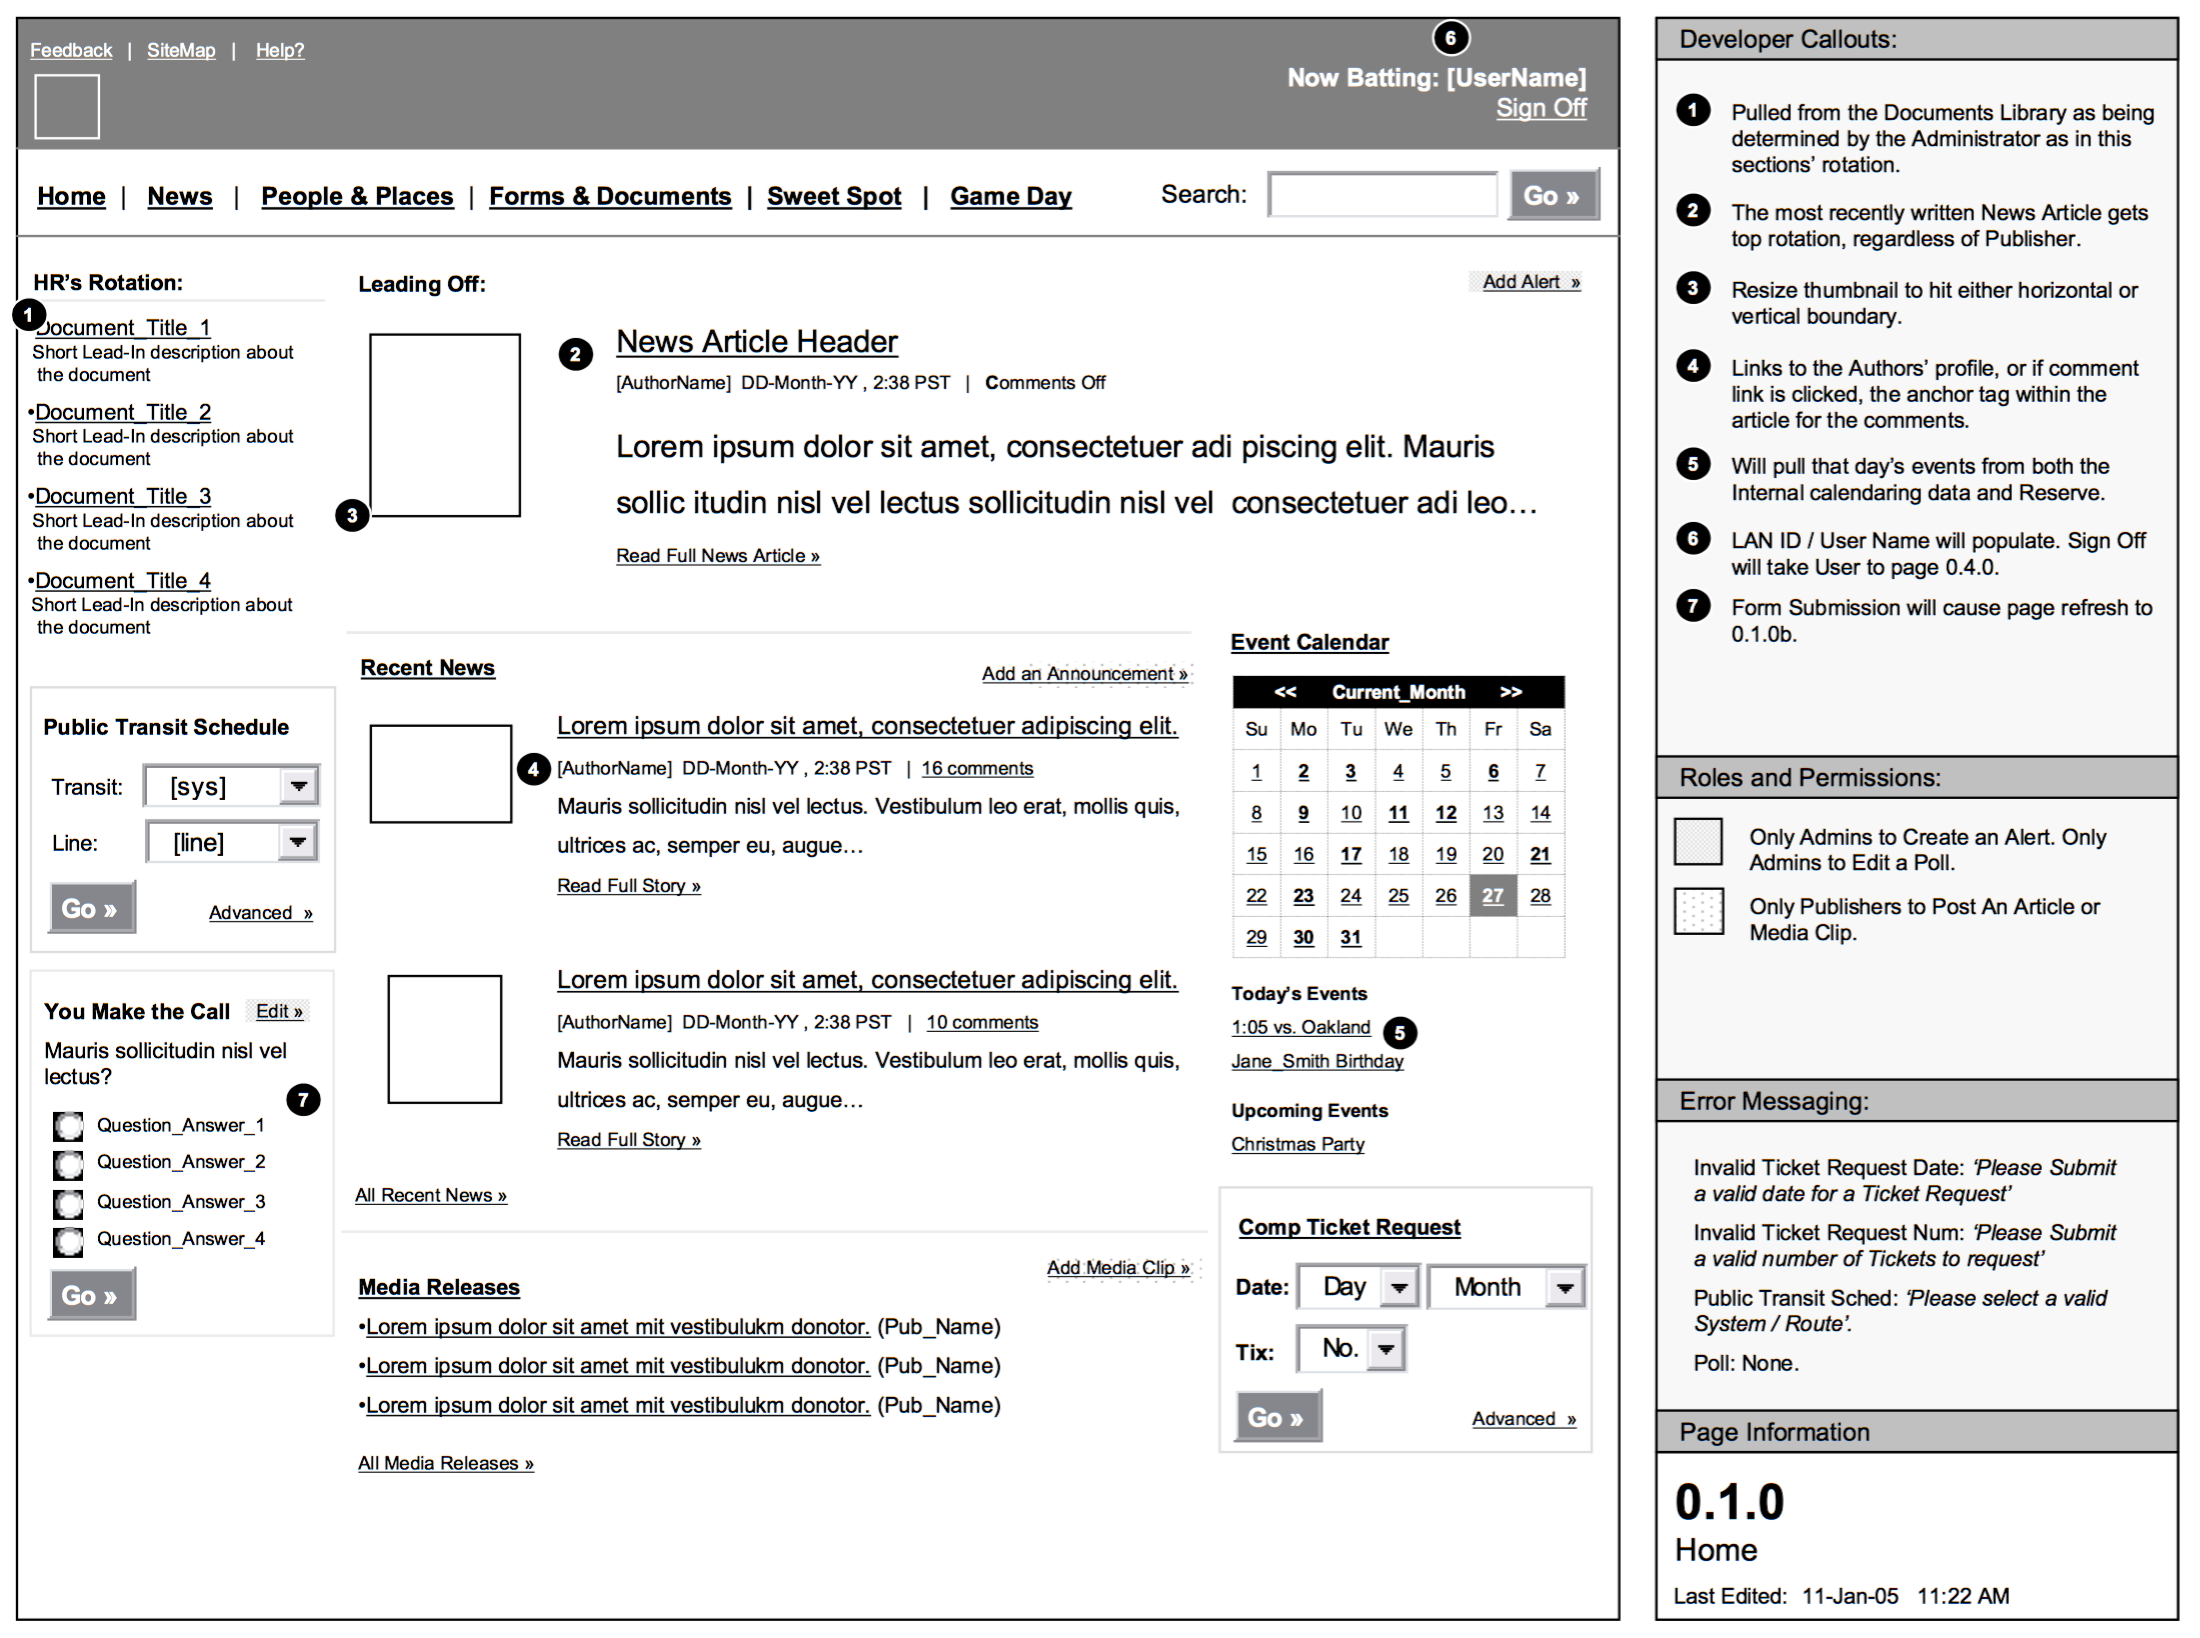 Feedback | SiteMap | Help?
6
Now Batting: [UserName]
Sign Off
Home | News | People & Places | Forms & Documents | Sweet Spot | Game Day
Search: Go »
HR's Rotation:
1
Document_Title_1
Short Lead-In description about
the document
•Document_Title_2
Short Lead-In description about
the document
•Document_Title_3
Short Lead-In description about
the document
•Document_Title_4
Short Lead-In description about
the document
Public Transit Schedule
Transit: [sys]
Line: [line]
Go » Advanced »
You Make the Call Edit »
Mauris sollicitudin nisl vel
lectus?
7
Question_Answer_1
Question_Answer_2
Question_Answer_3
Question_Answer_4
Go »
Leading Off:
Add Alert »
2
News Article Header
[AuthorName] DD-Month-YY , 2:38 PST | Comments Off
Lorem ipsum dolor sit amet, consectetuer adi piscing elit. Mauris
sollic itudin nisl vel lectus sollicitudin nisl vel consectetuer adi leo…
3
Read Full News Article »
Recent News
Add an Announcement »
Lorem ipsum dolor sit amet, consectetuer adipiscing elit.
4
[AuthorName] DD-Month-YY , 2:38 PST | 16 comments
Mauris sollicitudin nisl vel lectus. Vestibulum leo erat, mollis quis,
ultrices ac, semper eu, augue…
Read Full Story »
Lorem ipsum dolor sit amet, consectetuer adipiscing elit.
[AuthorName] DD-Month-YY , 2:38 PST | 10 comments
Mauris sollicitudin nisl vel lectus. Vestibulum leo erat, mollis quis,
ultrices ac, semper eu, augue…
Read Full Story »
All Recent News »
Add Media Clip »
Media Releases
•Lorem ipsum dolor sit amet mit vestibulukm donotor. (Pub_Name)
•Lorem ipsum dolor sit amet mit vestibulukm donotor. (Pub_Name)
•Lorem ipsum dolor sit amet mit vestibulukm donotor. (Pub_Name)
All Media Releases »
Event Calendar
<< Current_Month >>
Su Mo Tu We Th Fr Sa
1 2 3 4 5 6 7
8 9 10 11 12 13 14
15 16 17 18 19 20 21
22 23 24 25 26 27 28
29 30 31
Today's Events
1:05 vs. Oakland
5
Jane_Smith Birthday
Upcoming Events
Christmas Party
Comp Ticket Request
Date: Day Month
Tix: No.
Go » Advanced »
Developer Callouts:
1 Pulled from the Documents Library as being
determined by the Administrator as in this
sections' rotation.
2 The most recently written News Article gets
top rotation, regardless of Publisher.
3 Resize thumbnail to hit either horizontal or
vertical boundary.
4 Links to the Authors' profile, or if comment
link is clicked, the anchor tag within the
article for the comments.
5 Will pull that day's events from both the
Internal calendaring data and Reserve.
6 LAN ID / User Name will populate. Sign Off
will take User to page 0.4.0.
7 Form Submission will cause page refresh to
0.1.0b.
Roles and Permissions:
Only Admins to Create an Alert. Only
Admins to Edit a Poll.
Only Publishers to Post An Article or
Media Clip.
Error Messaging:
Invalid Ticket Request Date: 'Please Submit
a valid date for a Ticket Request'
Invalid Ticket Request Num: 'Please Submit
a valid number of Tickets to request'
Public Transit Sched: 'Please select a valid
System / Route'.
Poll: None.
Page Information
0.1.0
Home
Last Edited: 11-Jan-05 11:22 AM